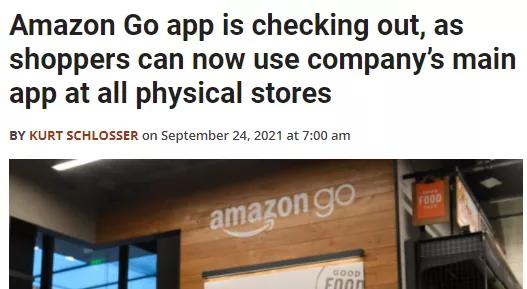 Amazon Go app is checking out, as
shoppers can now use company’s main
app at all physical stores
BY KURT SCHLOSSER on September 24, 2021 at 7:00 am
amazon go
GOOD
FOOD
GOOD
FOOD